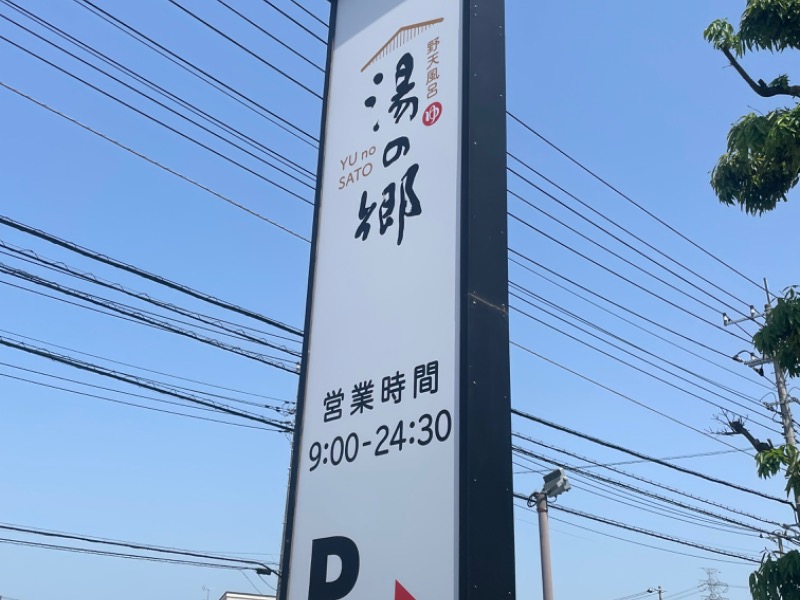 野天風呂
ゆ
湯の郷
YU no
SATO
営業時間
9:00-24:30
P